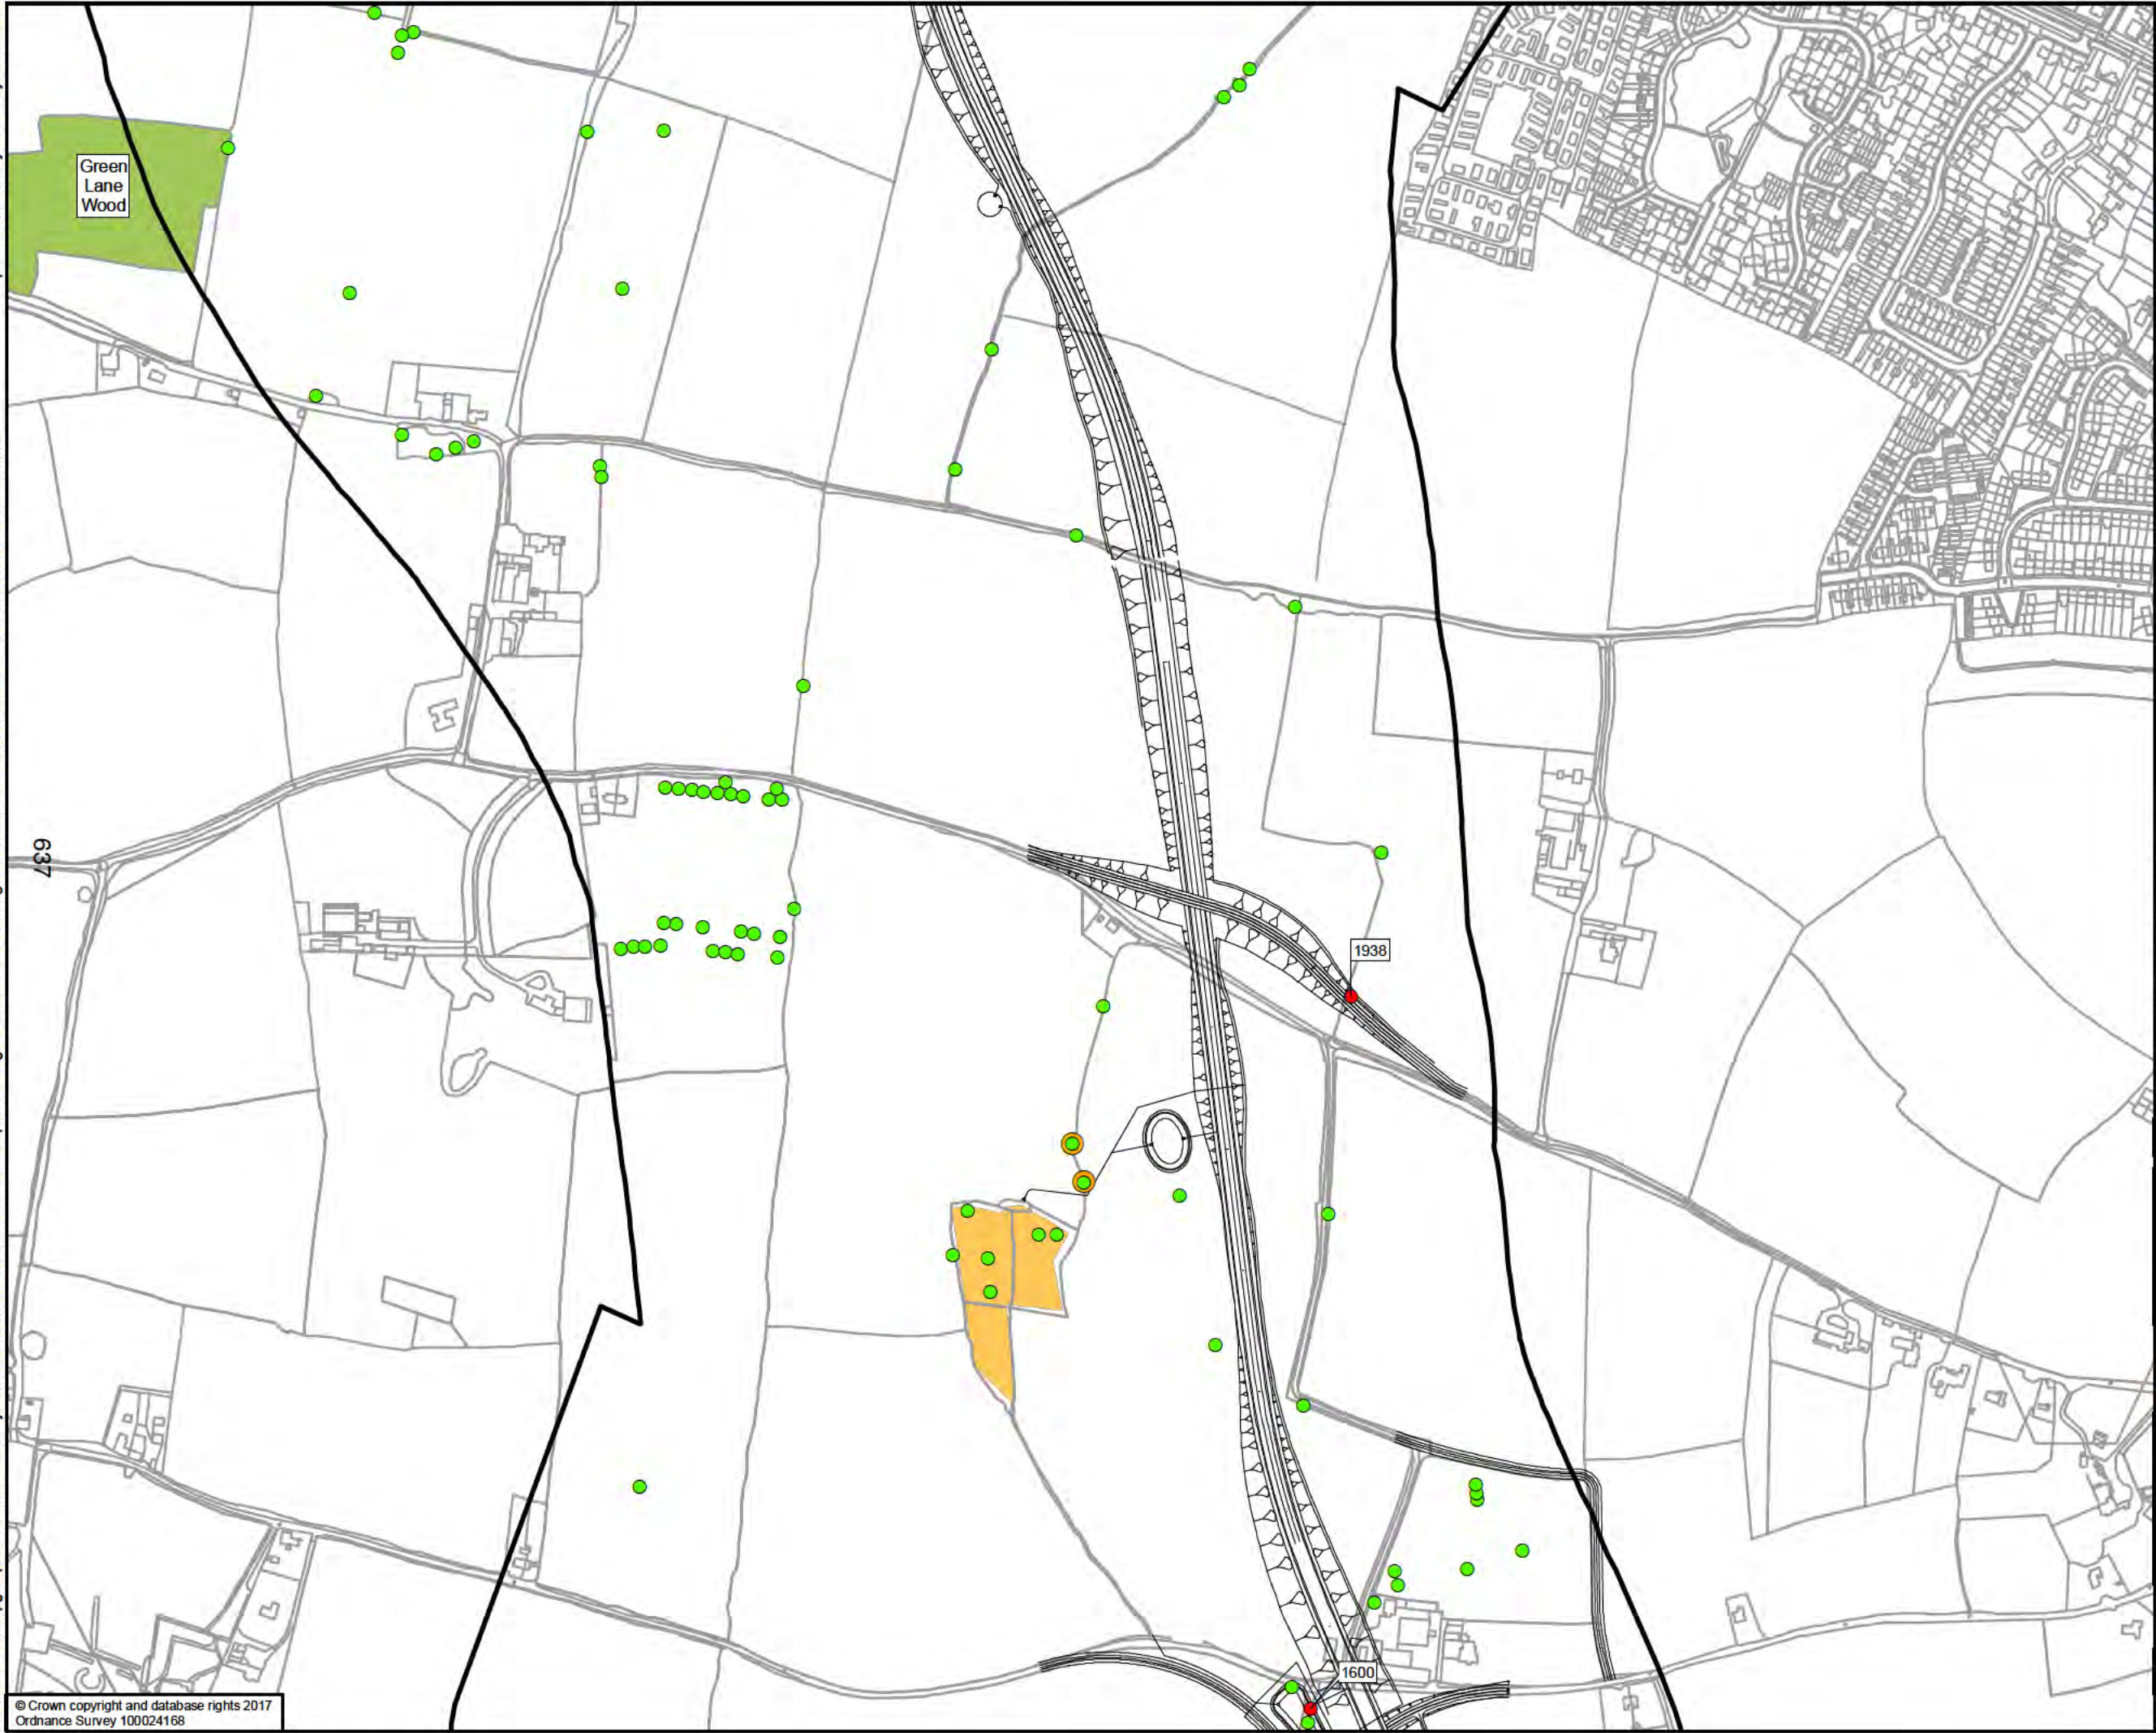 Green
Lane
Wood
637
1938
1600
© Crown copyright and database rights 2017
Ordnance Survey 100024168